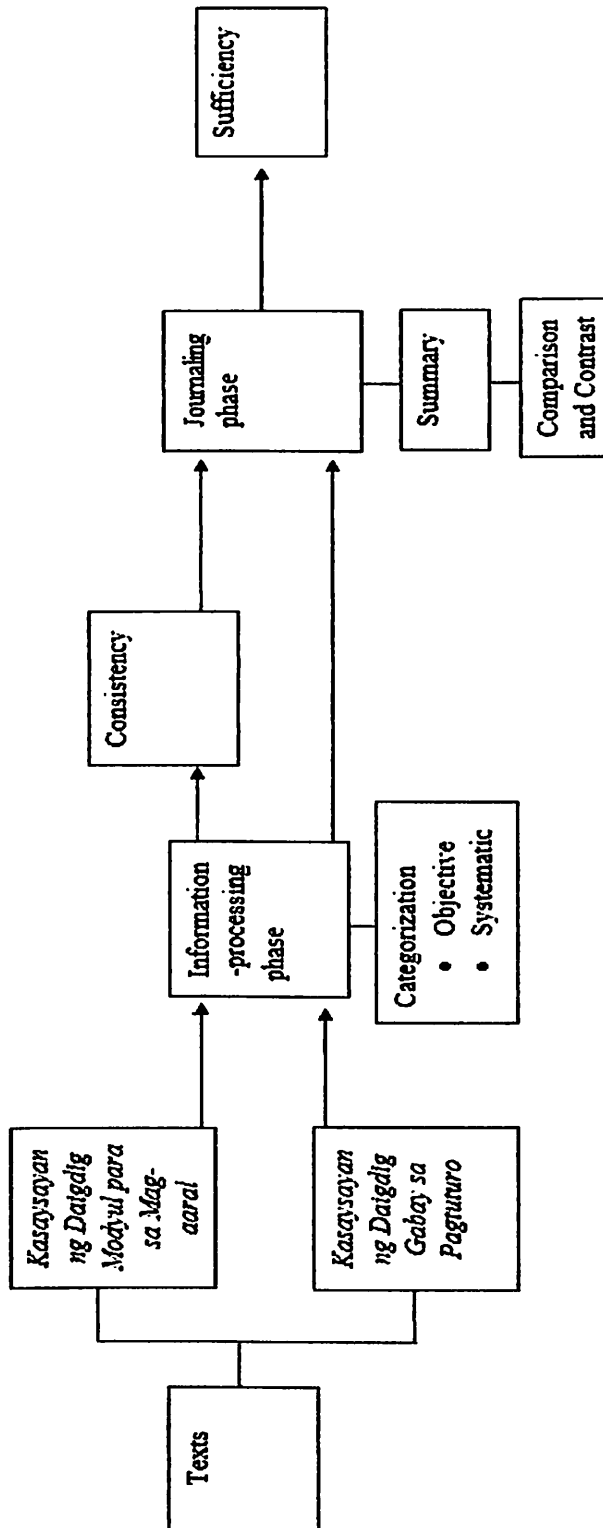 Texts
Kasaysayan
ng Daigdig
Modyul para
sa Mag-
aaral
Kasaysayan
ng Daigdig
Gabay sa
Pagtuturo
Information
-processing
phase
Categorization
• Objective
• Systematic
Consistency
Journaling
phase
Summary
Comparison
and Contrast
Sufficiency